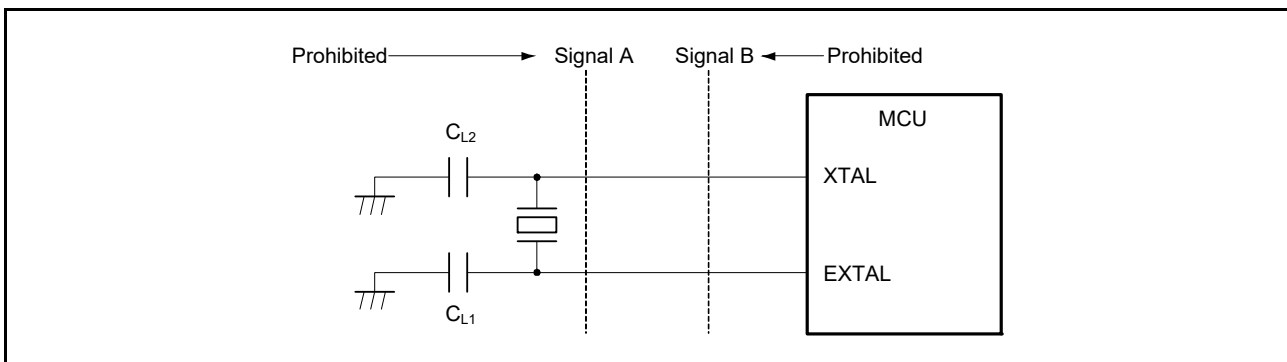 Prohibited Signal A Signal B Prohibited
MCU
CL2
XTAL
EXTAL
CL1